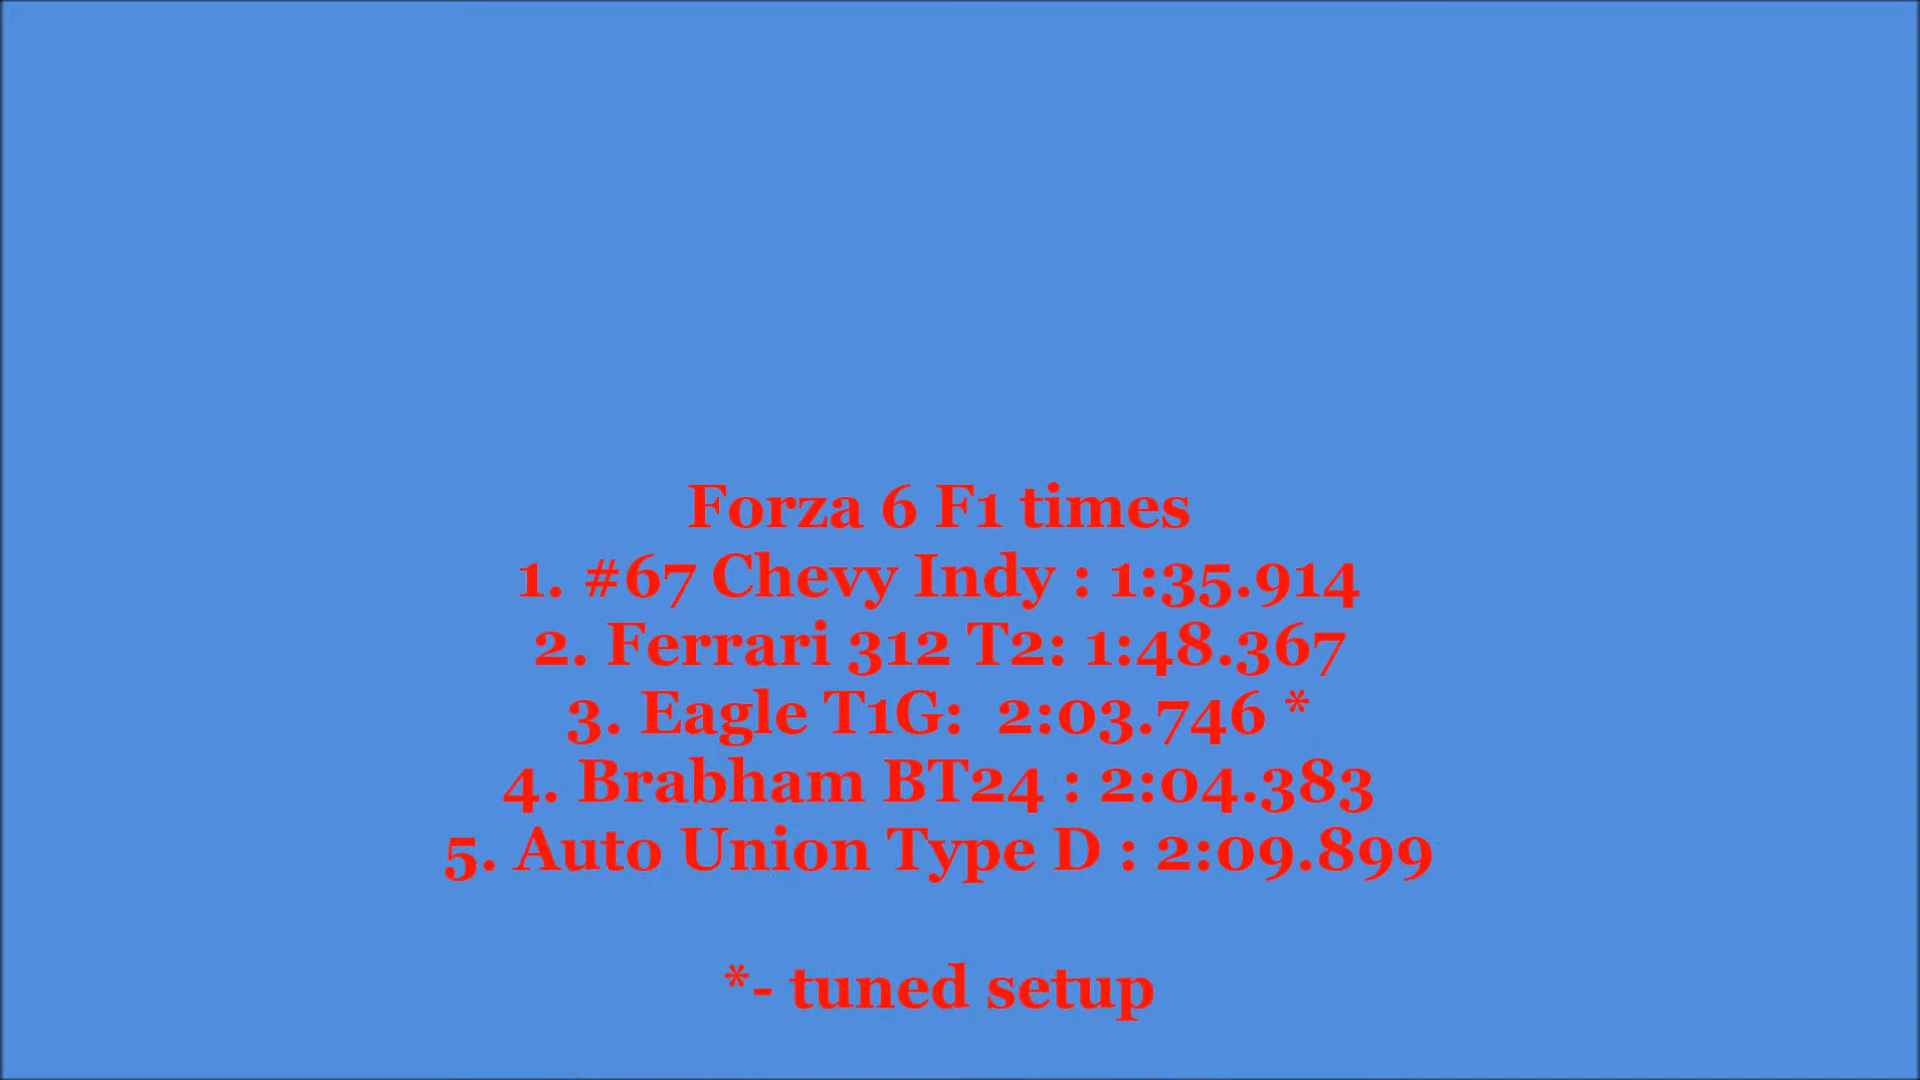 Forza 6 F1 times
1. #67 Chevy Indy : 1:35.914
2. Ferrari 312 T2: 1:48.367
3. Eagle T1G: 2:03.746 *
4. Brabham BT24 : 2:04.383
5. Auto Union Type D : 2:09.899
*- tuned setup